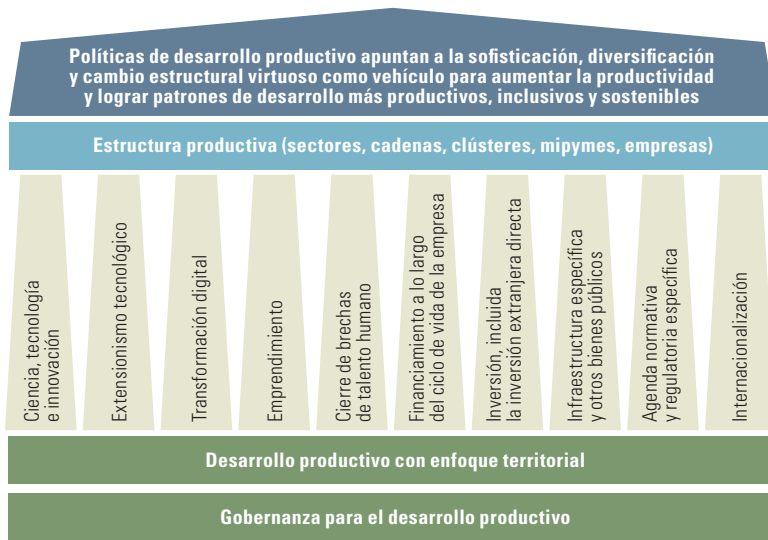 Políticas de desarrollo productivo apuntan a la sofisticación, diversificación
y cambio estructural virtuoso como vehículo para aumentar la productividad
y lograr patrones de desarrollo más productivos, inclusivos y sostenibles
Estructura productiva (sectores, cadenas, clústeres, mipymes, empresas)
Ciencia, tecnología
e innovación
Extensionismo tecnológico
Transformación digital
Emprendimiento
Cierre de brechas
de talento humano
Financiamiento a lo largo
del ciclo de vida de la empresa
Inversión, incluida
la inversión extranjera directa
Infraestructura específica
y otros bienes públicos
Agenda normativa
y regulatoria específica
Internacionalización
Desarrollo productivo con enfoque territorial
Gobernanza para el desarrollo productivo